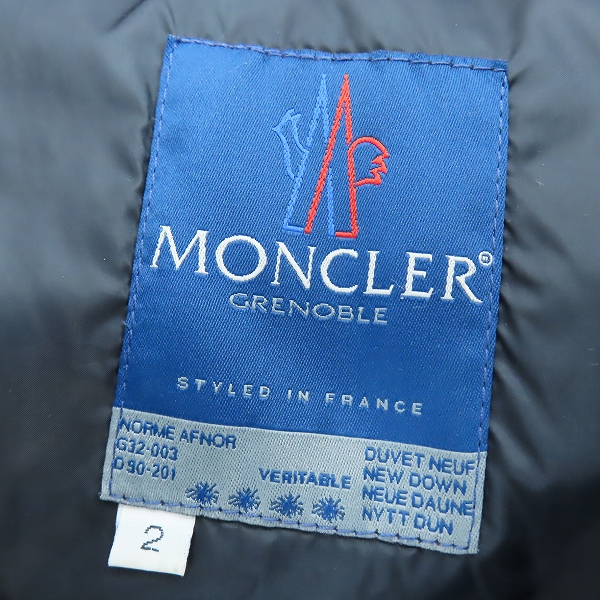 MONCLER®
GRENOBLE
STYLED IN FRANCE
NORME AFNOR
G32-003
D 90-201
VERITABLE
DUVET NEUF
NEW DOWN
NEUE DAUNE
NYTT DUN
2